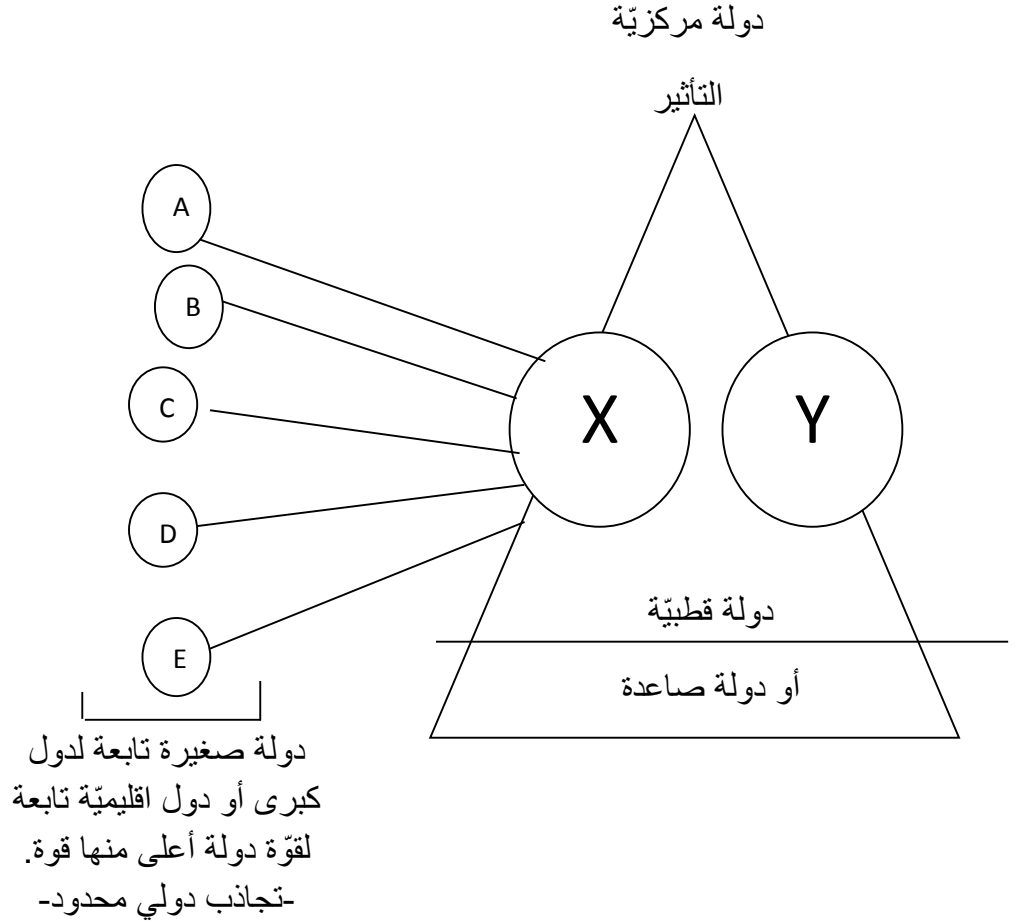 دولة مركزيّة
التأثير
A
B
X
Y
C
D
E
دولة قطبيّة
أو دولة صاعدة
دولة صغيرة تابعة لدول
كبرى أو دول اقليميّة تابعة
لقوّة دولة أعلى منها قوة.
-تجاذب دولي محدود-